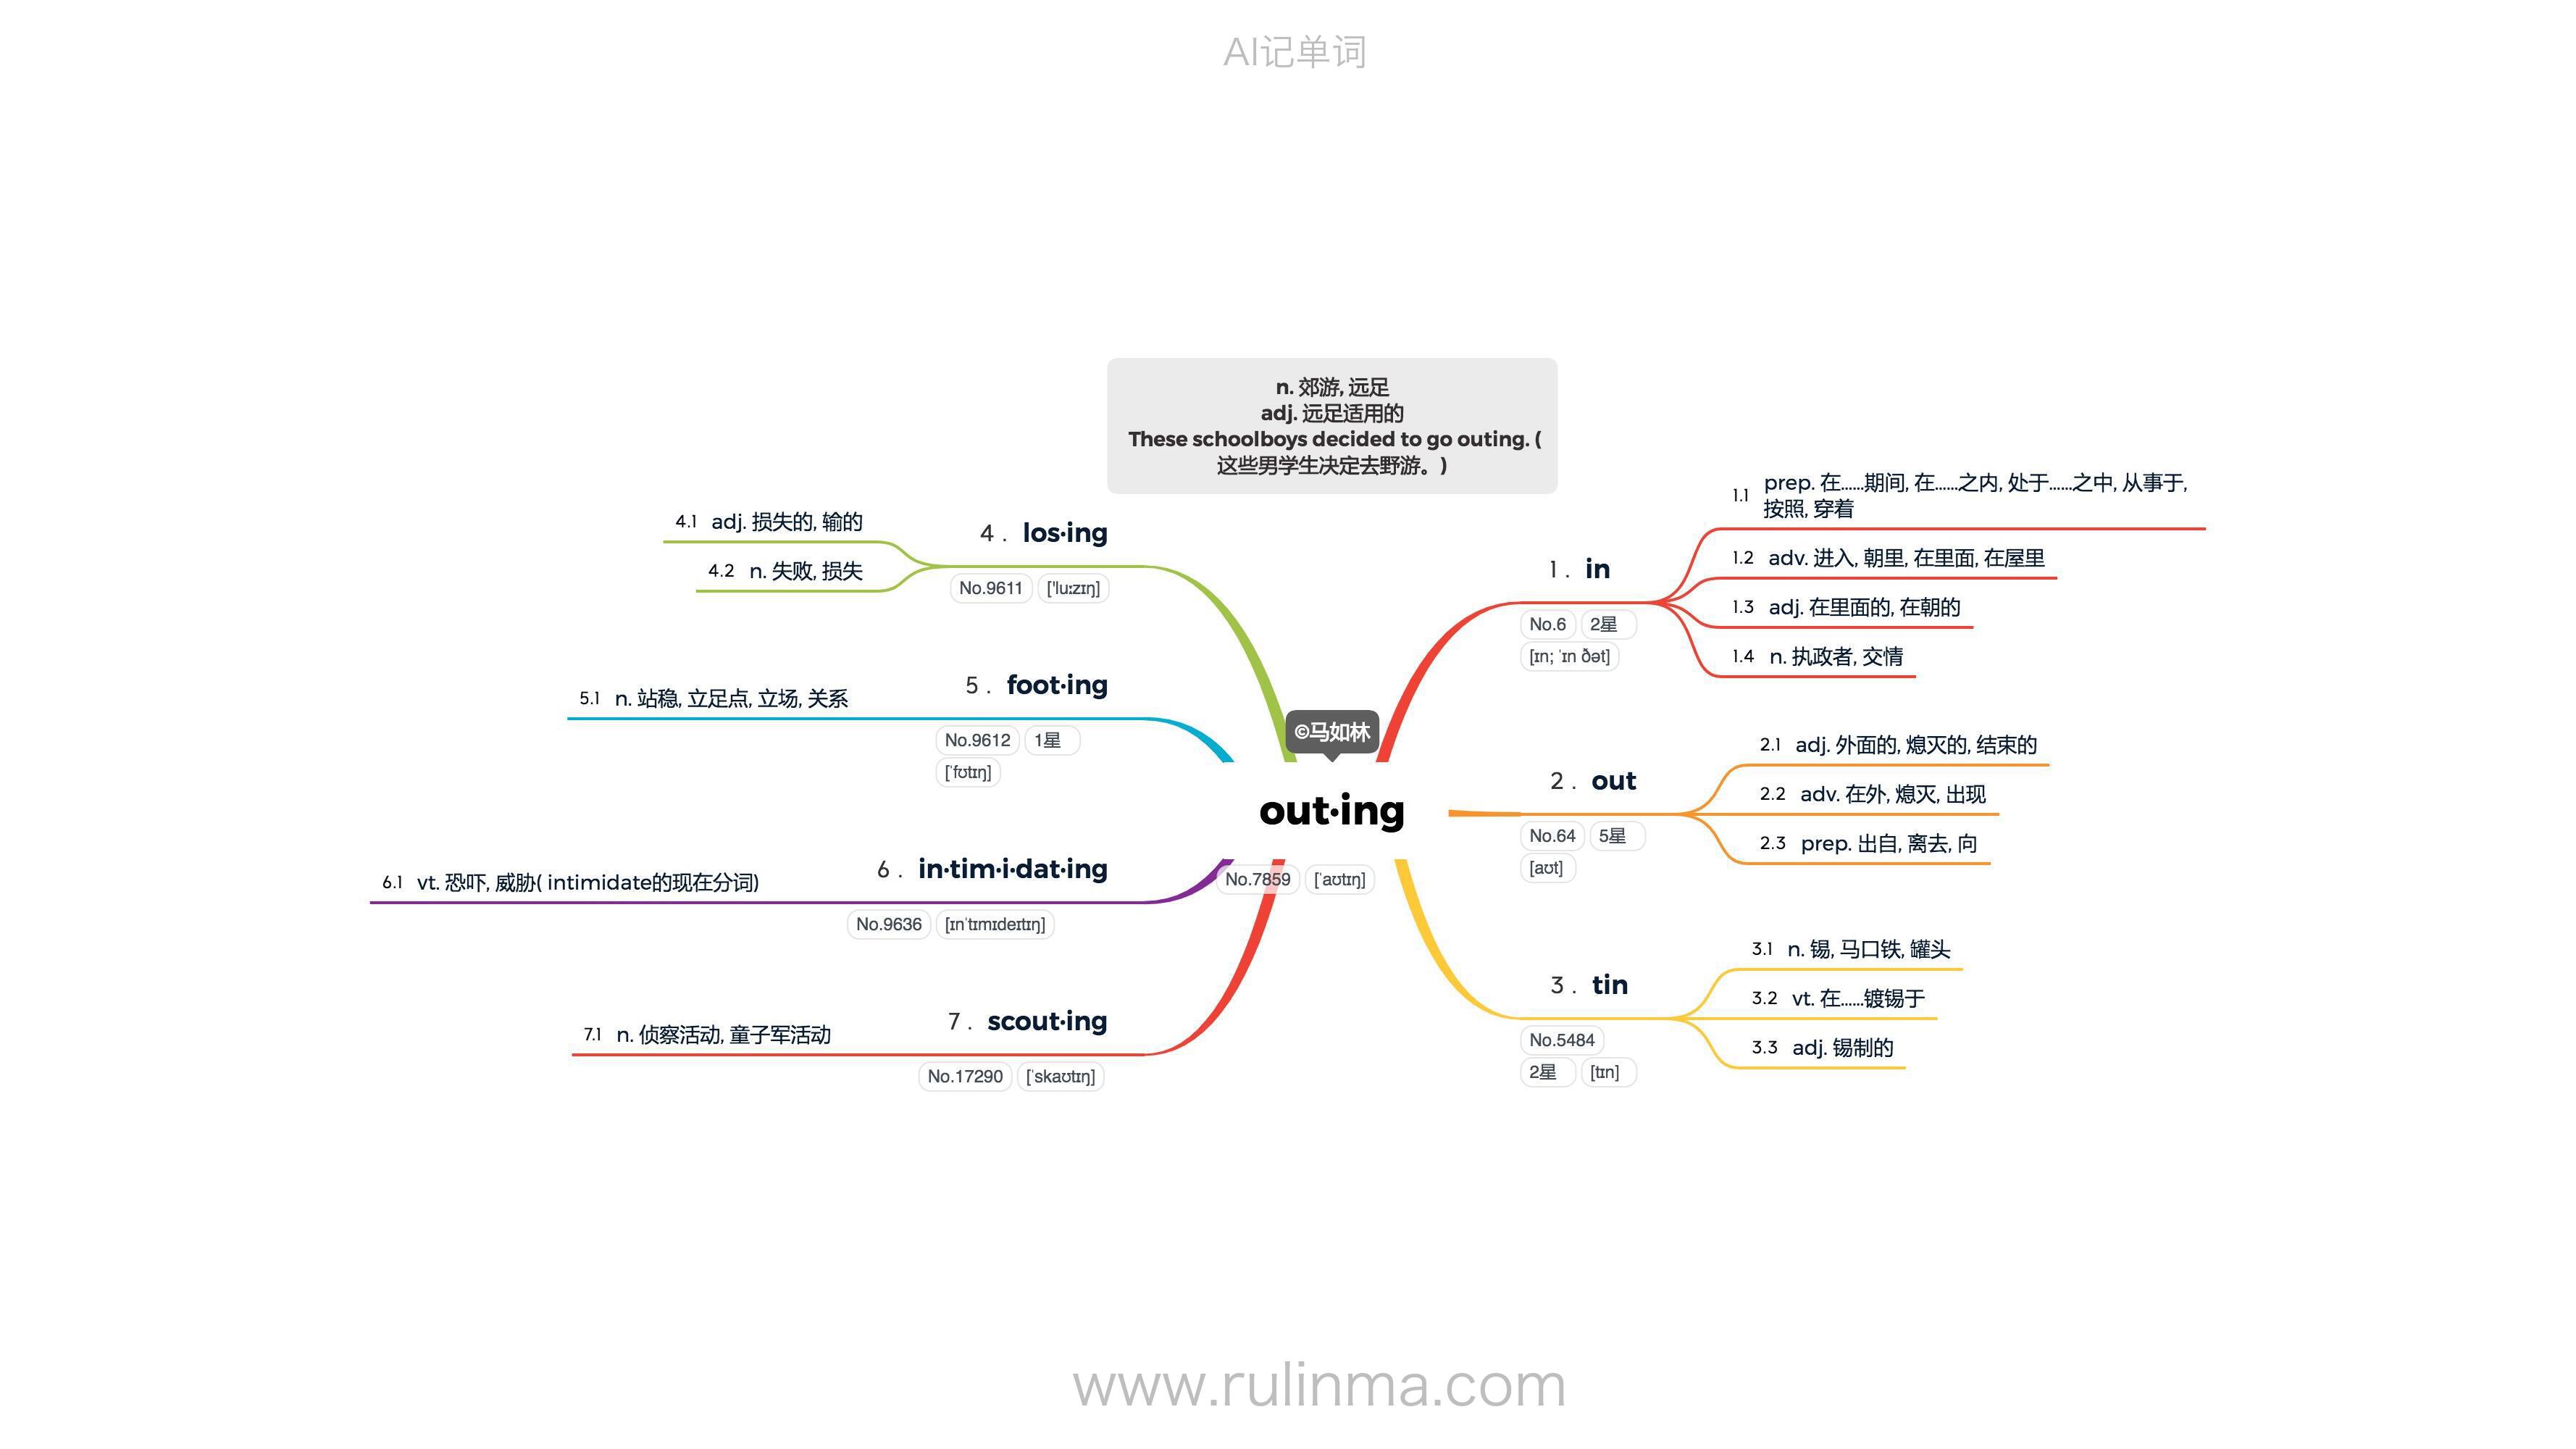 AI记单词
n. 郊游, 远足
adj. 远足适用的
These schoolboys decided to go outing. (
这些男学生决定去野游。)
©马如林
out·ing
No.7859 [ˈaʊtɪŋ]
1 . in
No.6 2星
[ɪn; ˈɪn ðət]
1.1 prep. 在……期间, 在……之内, 处于……之中, 从事于,
按照, 穿着
1.2 adv. 进入, 朝里, 在里面, 在屋里
1.3 adj. 在里面的, 在朝的
1.4 n. 执政者, 交情
2 . out
No.64 5星
[aʊt]
2.1 adj. 外面的, 熄灭的, 结束的
2.2 adv. 在外, 熄灭, 出现
2.3 prep. 出自, 离去, 向
3 . tin
No.5484
2星 [tɪn]
3.1 n. 锡, 马口铁, 罐头
3.2 vt. 在……镀锡于
3.3 adj. 锡制的
4 . los·ing
No.9611 ['luːzɪŋ]
4.1 adj. 损失的, 输的
4.2 n. 失败, 损失
5 . foot·ing
No.9612 1星
[ˈfʊtɪŋ]
5.1 n. 站稳, 立足点, 立场, 关系
6 . in·tim·i·dat·ing
No.9636 [ɪnˈtɪmɪdeɪtɪŋ]
6.1 vt. 恐吓, 威胁( intimidate的现在分词)
7 . scout·ing
No.17290 [ˈskaʊtɪŋ]
7.1 n. 侦察活动, 童子军活动
www.rulinma.com